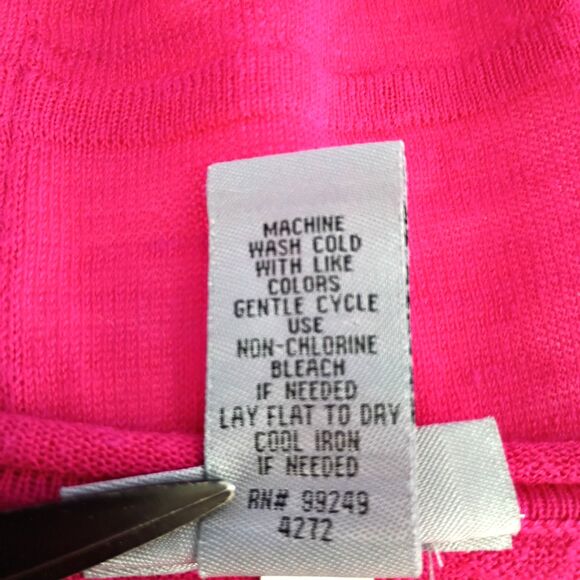 MACHINE
WASH COLD
WITH LIKE
COLORS
GENTLE CYCLE
USE
NON-CHLORINE
BLEACH
IF NEEDED
LAY FLAT TO DRY
COOL IRON
IF NEEDED
RN# 99249
4272